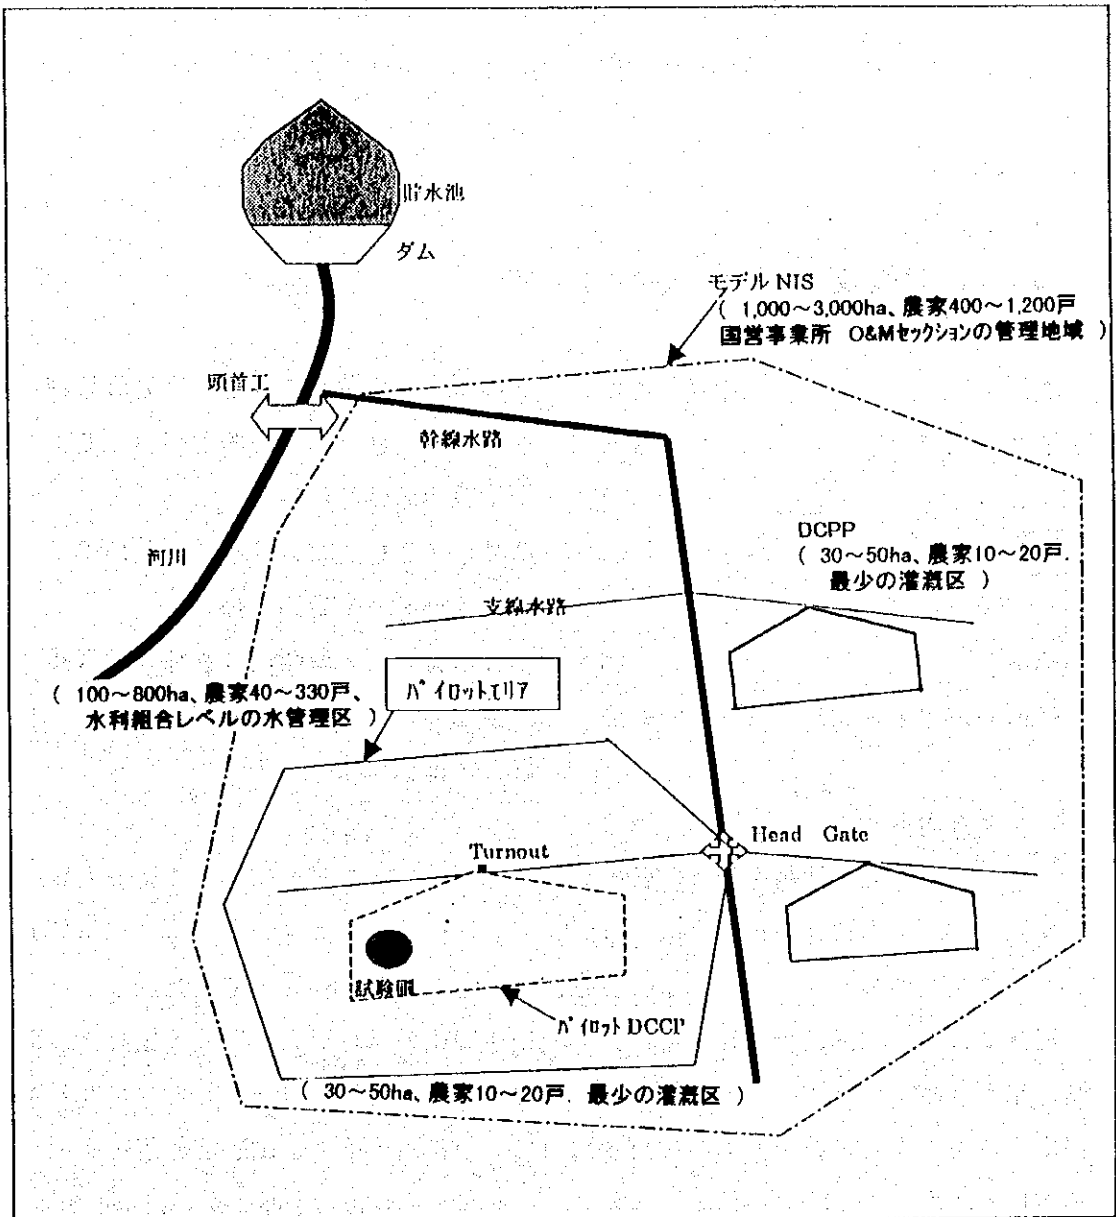 貯水池
ダム
モデル NIS
( 1,000～3,000ha、農家400～1,200戸
国営事業所 O&Mセクションの管理地域 )
頭首工
幹線水路
DCPP
( 30～50ha、農家10～20戸.
最少の灌漑区 )
河川
支線水路
パイロットエリア
( 100～800ha、農家40～330戸、
水利組合レベルの水管理区 )
Head Gate
Turnout
試験圃
パイロット DCCP
( 30～50ha、農家10～20戸. 最少の灌漑区 )